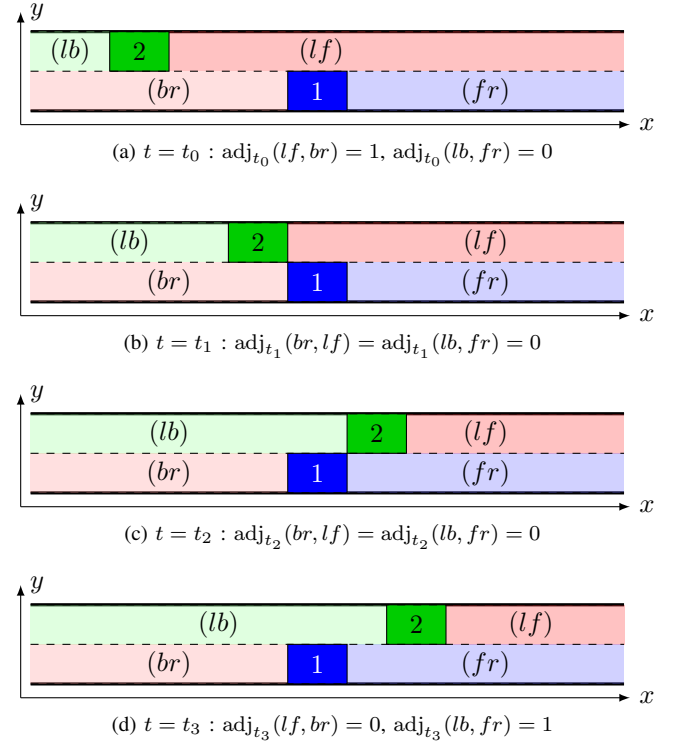 y
(lb) 2 (lf)
(br) 1 (fr)
x
(a) t = t₀ : adj_{t₀}(lf, br) = 1, adj_{t₀}(lb, fr) = 0
y
(lb) 2 (lf)
(br) 1 (fr)
x
(b) t = t₁ : adj_{t₁}(br, lf) = adj_{t₁}(lb, fr) = 0
y
(lb) 2 (lf)
(br) 1 (fr)
x
(c) t = t₂ : adj_{t₂}(br, lf) = adj_{t₂}(lb, fr) = 0
y
(lb) 2 (lf)
(br) 1 (fr)
x
(d) t = t₃ : adj_{t₃}(lf, br) = 0, adj_{t₃}(lb, fr) = 1